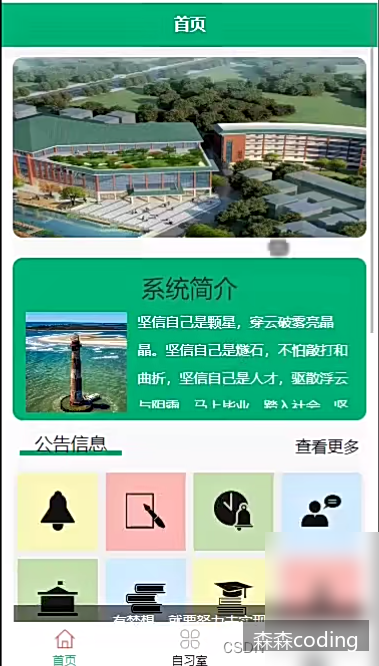 首页
系统简介
坚信自己是颗星，穿云破雾亮晶
晶。坚信自己是燧石，不怕敲打和
曲折，坚信自己是人才，驱散浮云
与阴霾。马上毕业，踏入社会，坚
公告信息
查看更多
有梦想，就要努力去实现
首页
自习室
CSDN
森森coding